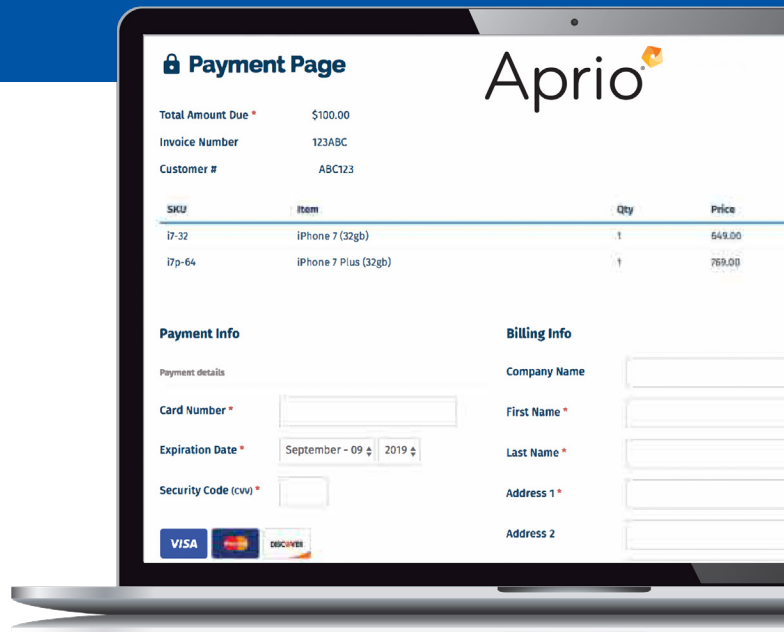 Payment Page
Aprio
Total Amount Due * $100.00
Invoice Number 123ABC
Customer # ABC123
SKU Item Qty Price
i7-32 iPhone 7 (32gb) 1 649.00
i7p-64 iPhone 7 Plus (32gb) 1 769.00
Payment Info Billing Info
Payment details Company Name
Card Number * First Name *
Expiration Date * September - 09 2019 Last Name *
Security Code (CVV) * Address 1 *
VISA MasterCard DISCOVER Address 2